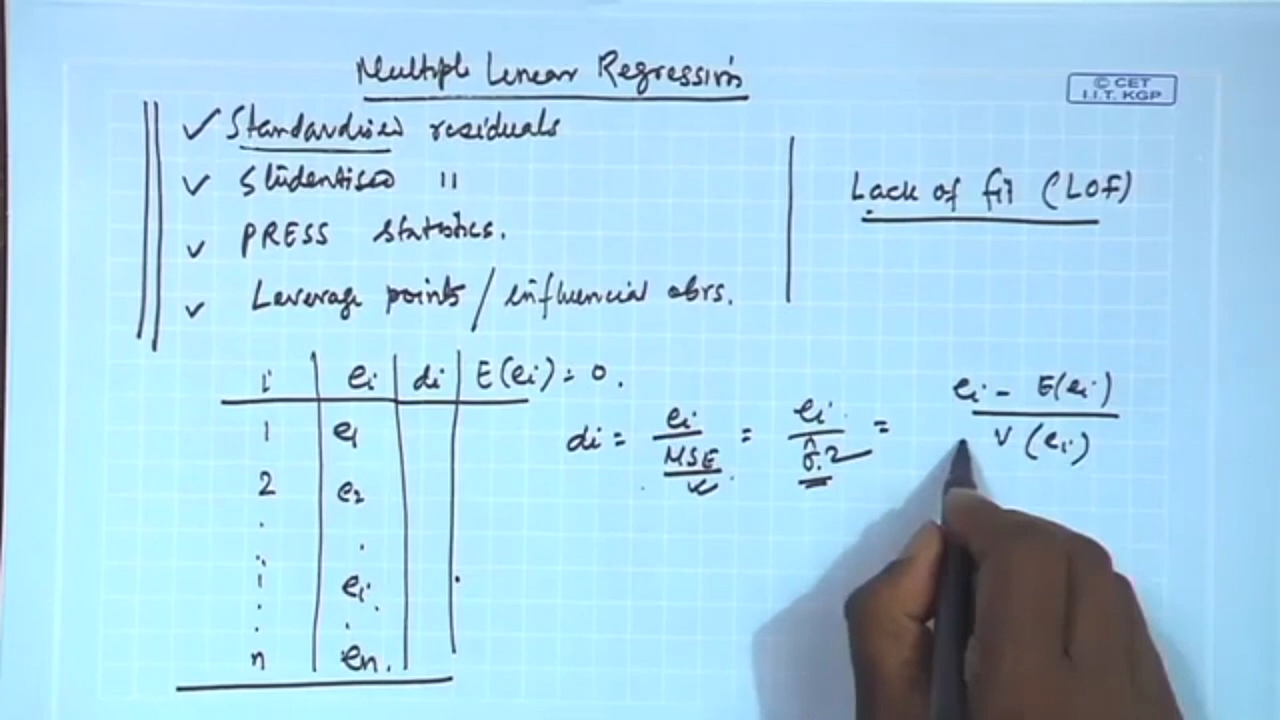 Multiple Linear Regression
© CET
I.I.T. KGP
✓ Standardised residuals
✓ Studentised "
✓ PRESS statistics.
✓ Leverage points / influencial obrs.
Lack of fit (LOF)
i | ei | di | E(ei) = 0.
1 e1
2 e2
i ei
n en.
di = ei / MSE = ei / σ̂2 = ei - E(ei) / V(ei)